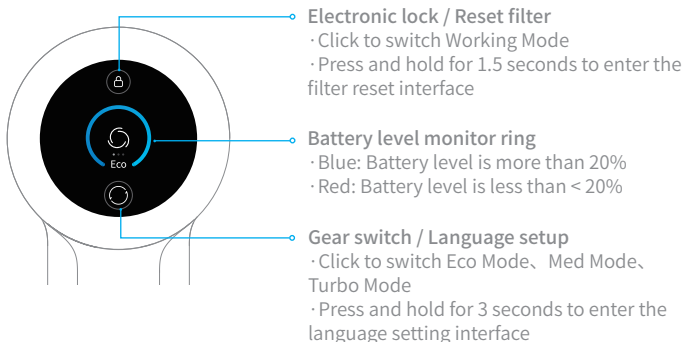 Electronic lock / Reset filter
·Click to switch Working Mode
·Press and hold for 1.5 seconds to enter the
filter reset interface
Battery level monitor ring
·Blue: Battery level is more than 20%
·Red: Battery level is less than < 20%
Eco
Gear switch / Language setup
·Click to switch Eco Mode、Med Mode、
Turbo Mode
·Press and hold for 3 seconds to enter the
language setting interface